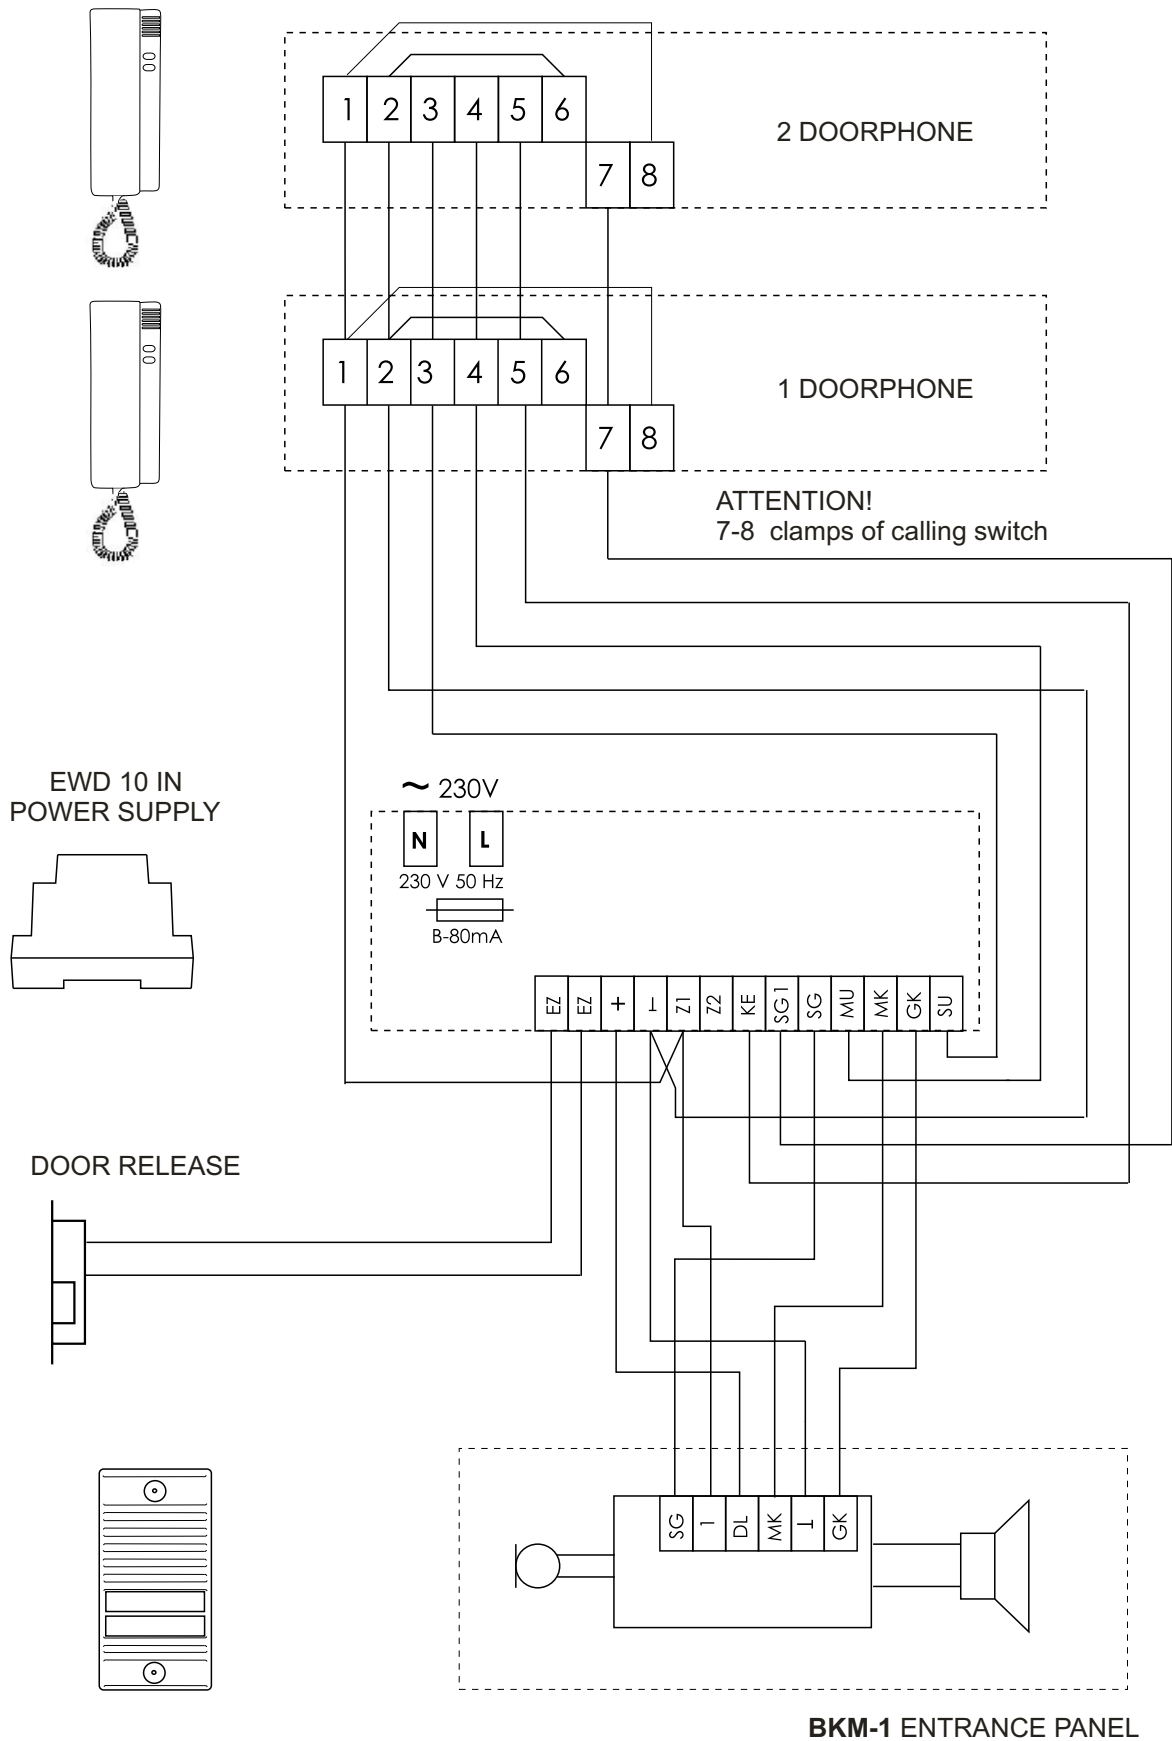 1 2 3 4 5 6
2 DOORPHONE
7 8
1 2 3 4 5 6
1 DOORPHONE
7 8
ATTENTION!
7-8 clamps of calling switch
EWD 10 IN
POWER SUPPLY
~ 230V
N L
230 V 50 Hz
B-80mA
EZ EZ + ⊥ Z1 Z2 KE SG1 SG MU MK GK SU
DOOR RELEASE
SG 1 DL MK ⊥ GK
BKM-1 ENTRANCE PANEL